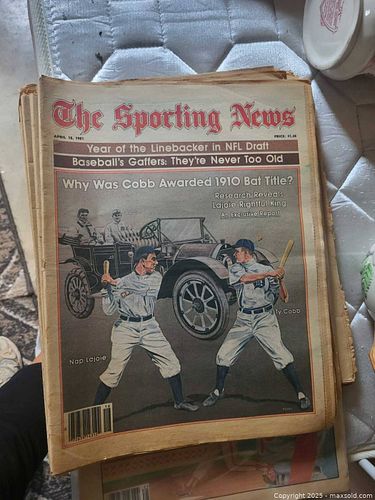 The Sporting News
APRIL 18, 1981
PRICE: $1.50
Year of the Linebacker in NFL Draft
Baseball's Gaffers: They're Never Too Old
Why Was Cobb Awarded 1910 Bat Title?
Research Reveals
Lajoie Rightful King
An Exclusive Report
Ty Cobb
Nap Lajoie
Copyright © 2025 - maxsold.com